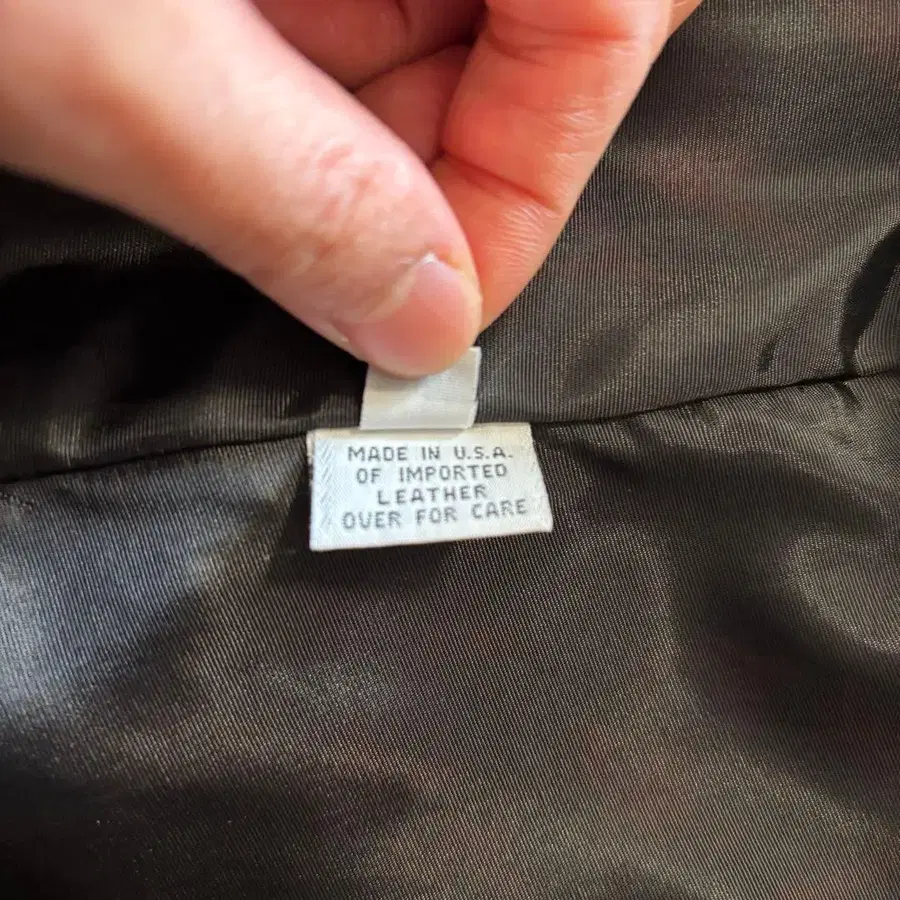 MADE IN U.S.A.
OF IMPORTED
LEATHER
OVER FOR CARE